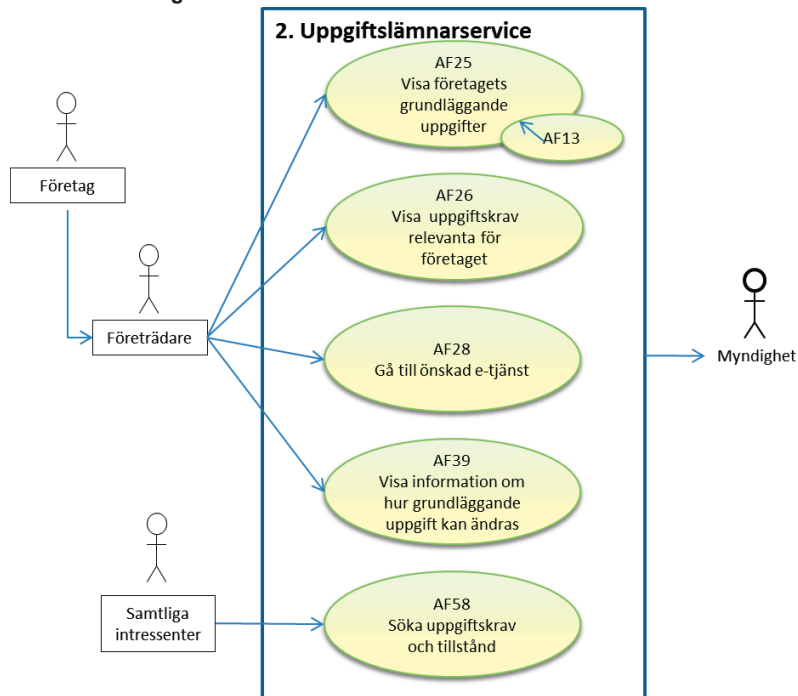 2. Uppgiftslämnarservice
AF25
Visa företagets
grundläggande
uppgifter
AF13
Företag
AF26
Visa uppgiftskrav
relevanta för
företaget
Företrädare
AF28
Gå till önskad e-tjänst
Myndighet
AF39
Visa information om
hur grundläggande
uppgift kan ändras
Samtliga
intressenter
AF58
Söka uppgiftskrav
och tillstånd